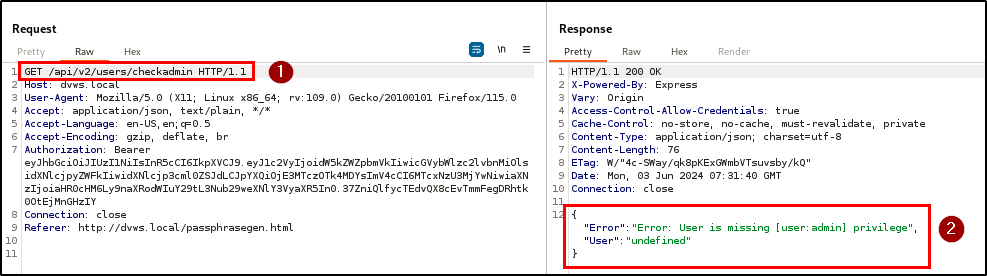 Request
Pretty Raw Hex
\n
1 GET /api/v2/users/checkadmin HTTP/1.1
1
2 Host: dvws.local
3 User-Agent: Mozilla/5.0 (X11; Linux x86_64; rv:109.0) Gecko/20100101 Firefox/115.0
4 Accept: application/json, text/plain, */*
5 Accept-Language: en-US,en;q=0.5
6 Accept-Encoding: gzip, deflate, br
7 Authorization: Bearer
eyJhbGciOiJIUzI1NiIsInR5cCI6IkpXVCJ9.eyJ1c2VyIjoidW5kZWZpbmVkIiwicGVybWlzc2lvbnMiOls
idXNlcjpyZWFkIiwidXNlcjp3cml0ZSJdLCJpYXQiOjE3MTczOTk4MDYsImV4cCI6MTcxNzU3MjYwNiwiaXN
zIjoiaHR0cHM6Ly9naXRodWIuY29tL3Nub29weXNlY3VyaXR5In0.37ZniQlfycTEdvQX8cEvTmmFegDRhtk
0OtEjMnGHzIY
8 Connection: close
9 Referer: http://dvws.local/passphrasegen.html
10
11
Response
Pretty Raw Hex Render
1 HTTP/1.1 200 OK
2 X-Powered-By: Express
3 Vary: Origin
4 Access-Control-Allow-Credentials: true
5 Cache-Control: no-store, no-cache, must-revalidate, private
6 Content-Type: application/json; charset=utf-8
7 Content-Length: 76
8 ETag: W/"4c-SWay/qk8pKExGWmbVTsuvsby/kQ"
9 Date: Mon, 03 Jun 2024 07:31:40 GMT
10 Connection: close
11
12 {
"Error":"Error: User is missing [user:admin] privilege",
2
"User":"undefined"
}